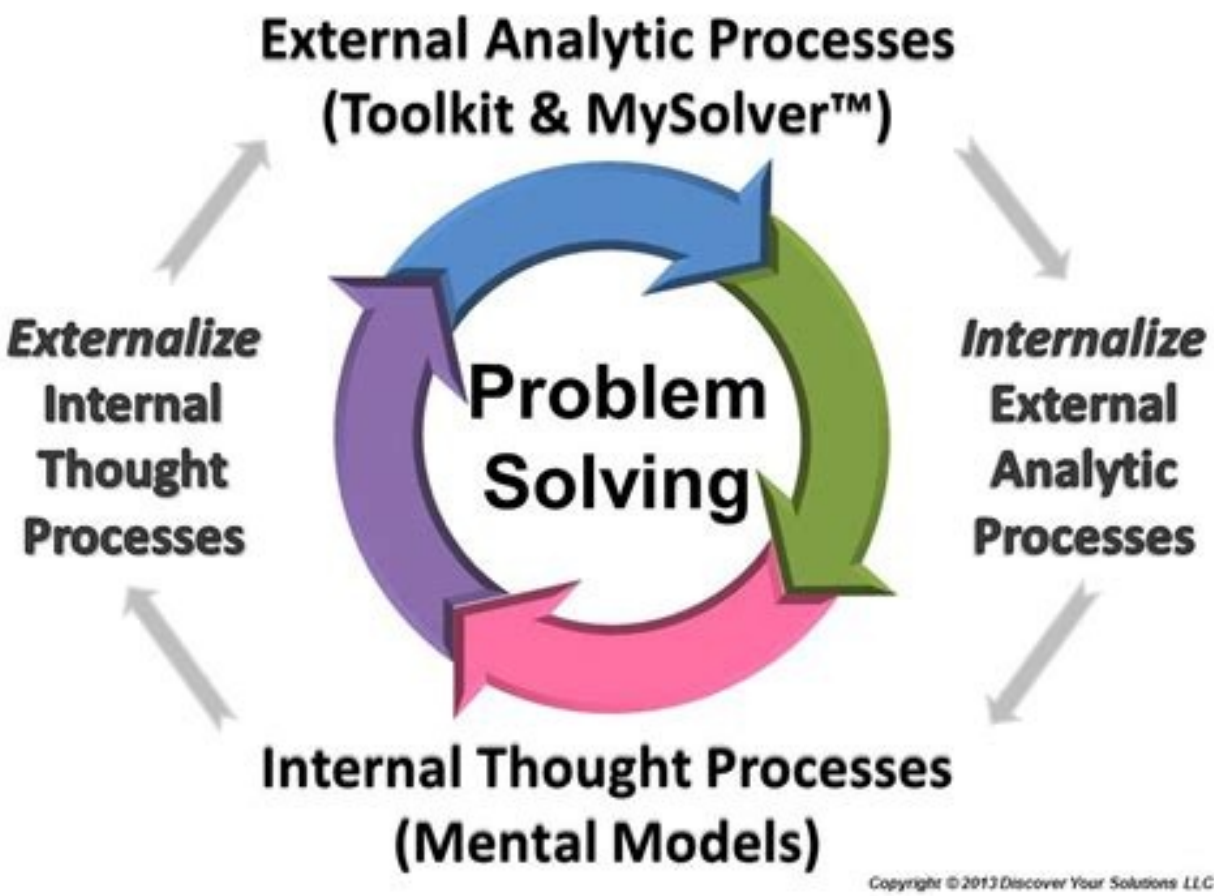 External Analytic Processes
(Toolkit & MySolver™)
Externalize
Internal
Thought
Processes
Problem
Solving
Internalize
External
Analytic
Processes
Internal Thought Processes
(Mental Models)
Copyright © 2013 Discover Your Solutions LLC